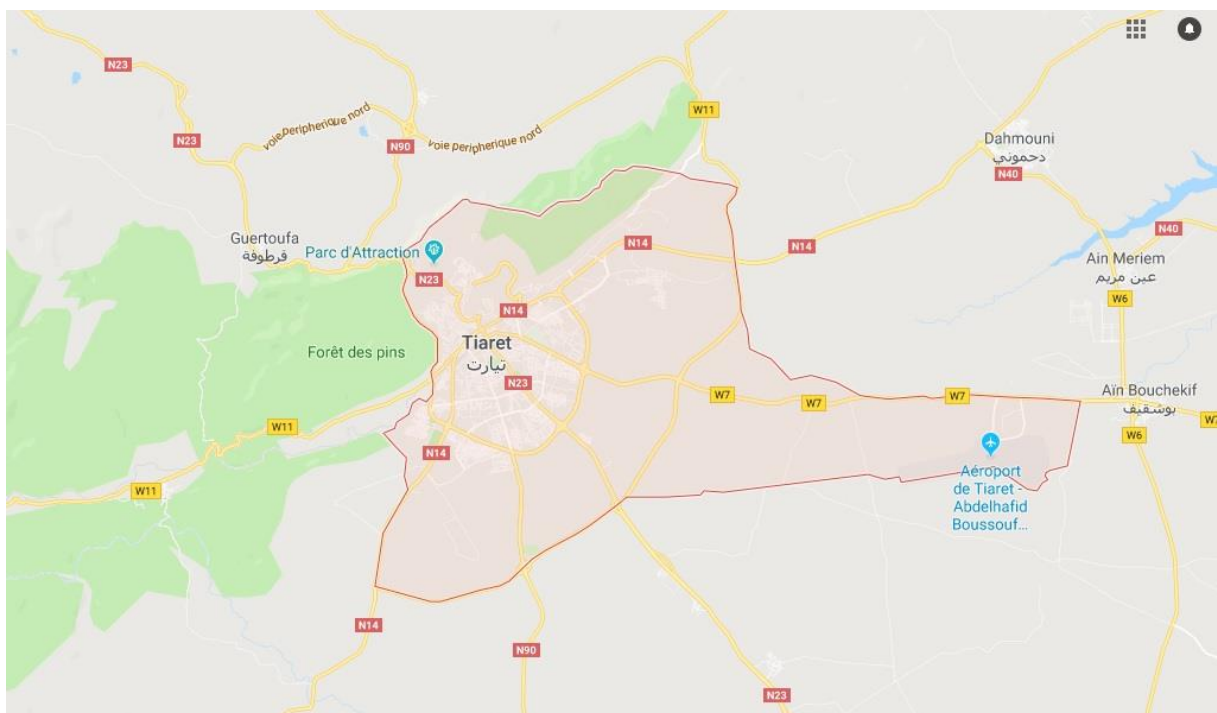 N23
W11
voie peripherique nord
N23
N90
voie peripherique nord
Dahmouni
دحموني
N40
Guertoufa
قرطوفة
Parc d'Attraction
N14
N14
N40
Ain Meriem
عين مريم
N23
W6
N14
Tiaret
تيارت
Forêt des pins
N23
W7
W7
W7
Aïn Bouchekif
بوشقيف
W7
W11
W6
N14
Aéroport
de Tiaret -
Abdelhafid
Boussouf...
W11
N14
N90
N23